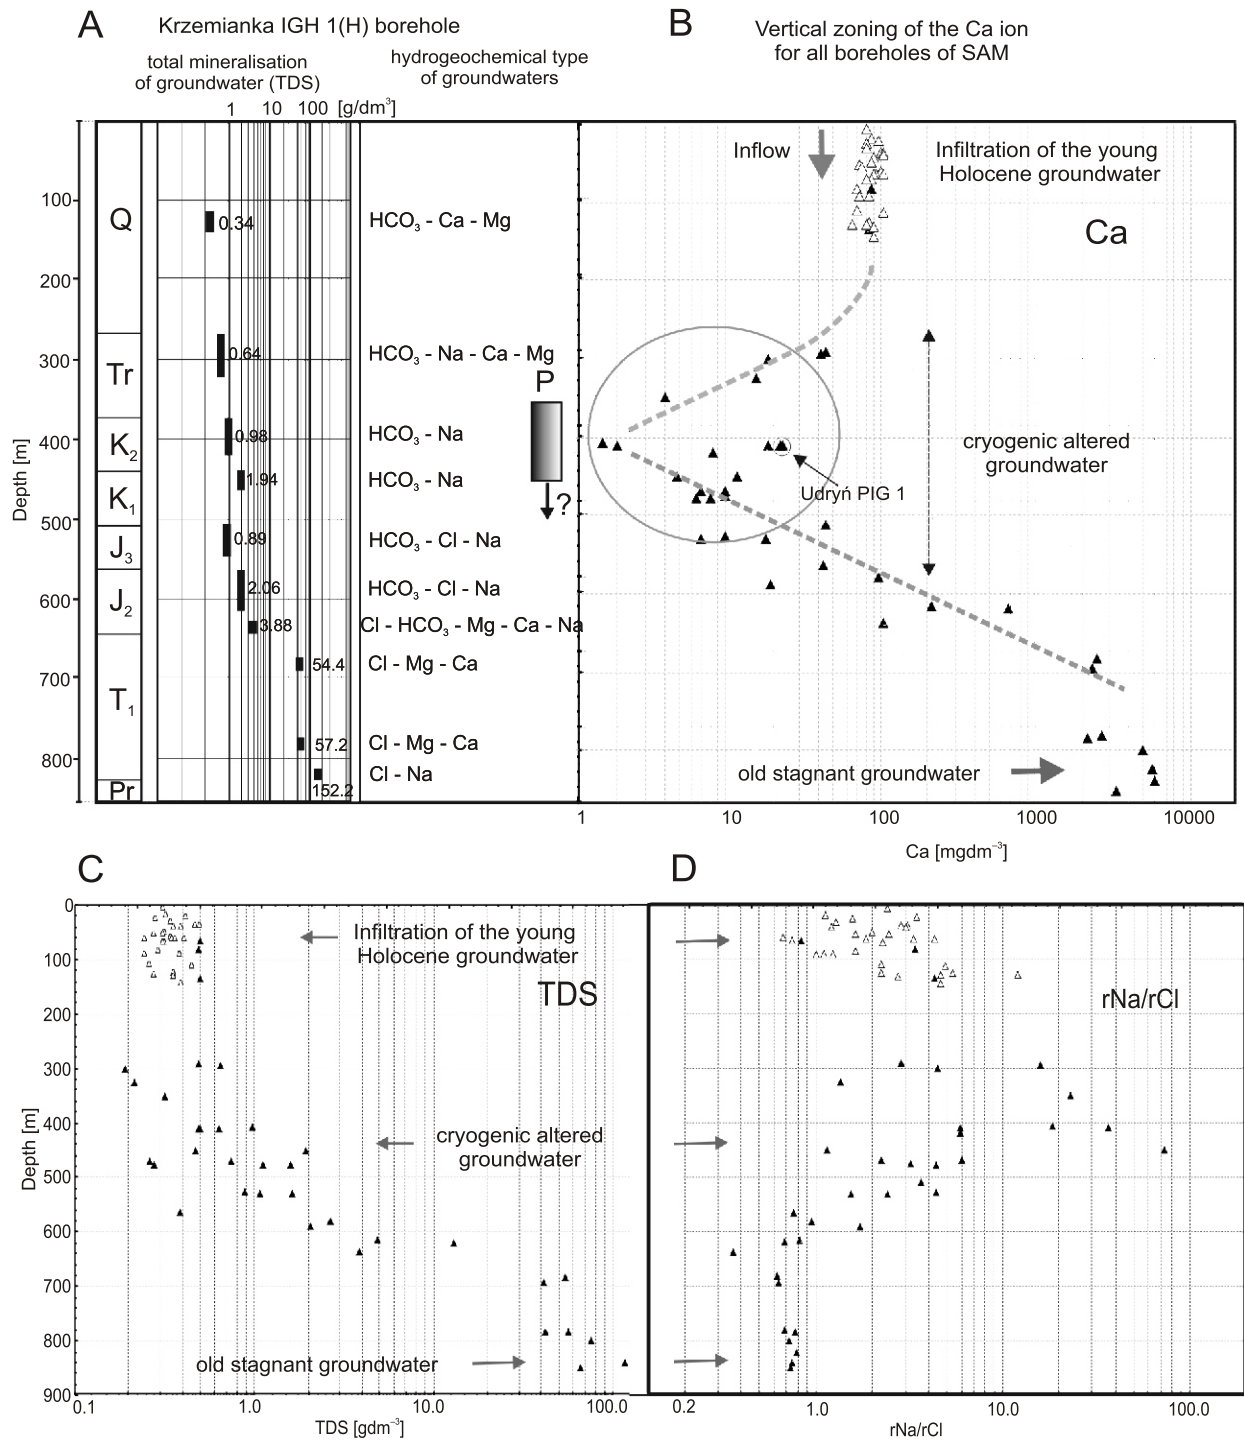 A
Krzemianka IGH 1(H) borehole
total mineralisation
of groundwater (TDS)
hydrogeochemical type
of groundwaters
1 10 100 [g/dm³]
B
Vertical zoning of the Ca ion
for all boreholes of SAM
Depth [m]
100
200
300
400
500
600
700
800
Q
Tr
K₂
K₁
J₃
J₂
T₁
Pr
0.34
0.64
0.98
1.94
0.89
2.06
3.88
54.4
57.2
152.2
HCO₃ - Ca - Mg
HCO₃ - Na - Ca - Mg
HCO₃ - Na
HCO₃ - Na
HCO₃ - Cl - Na
HCO₃ - Cl - Na
Cl - HCO₃ - Mg - Ca - Na
Cl - Mg - Ca
Cl - Mg - Ca
Cl - Na
P
?
Inflow
Infiltration of the young
Holocene groundwater
Ca
cryogenic altered
groundwater
Udryń PIG 1
old stagnant groundwater
1 10 100 1000 10000
Ca [mgdm⁻³]
C
0
100
200
300
400
500
600
700
800
900
Depth [m]
Infiltration of the young
Holocene groundwater
TDS
cryogenic altered
groundwater
old stagnant groundwater
0.1 1.0 10.0 100.0
TDS [gdm⁻³]
D
rNa/rCl
0.2 1.0 10.0 100.0
rNa/rCl